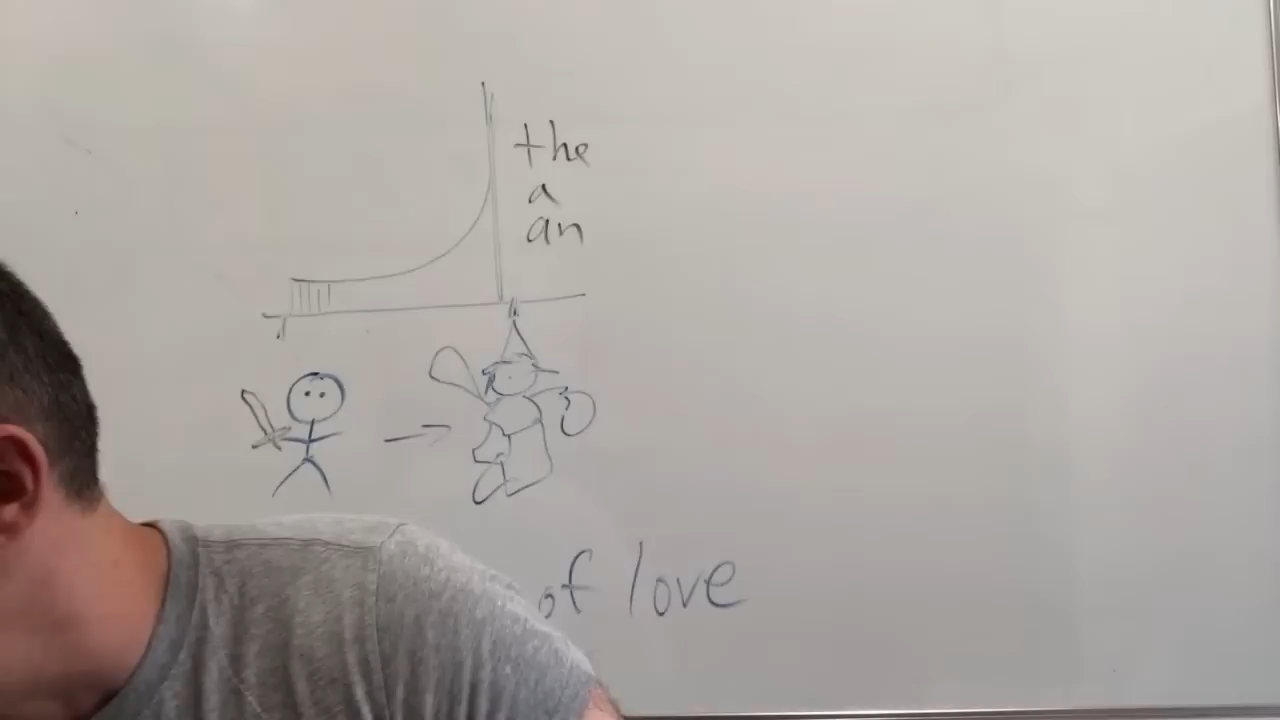 the
a
an
of love